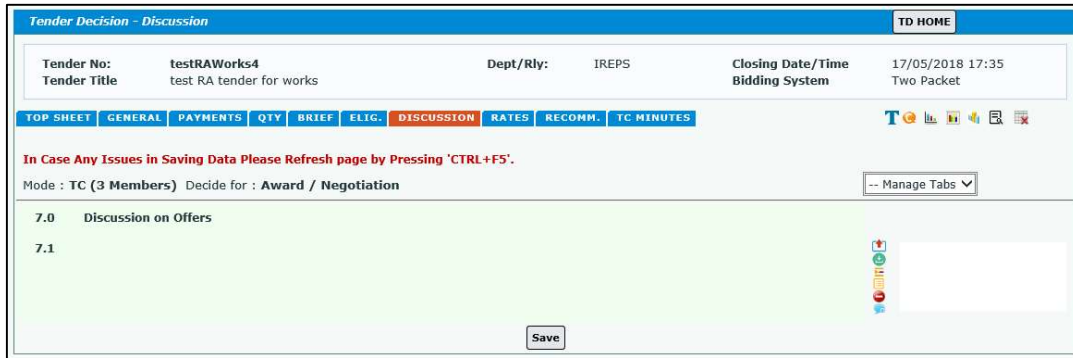 Tender Decision - Discussion TD HOME
Tender No: testRAWorks4 Dept/Rly: IREPS Closing Date/Time 17/05/2018 17:35
Tender Title test RA tender for works Bidding System Two Packet
TOP SHEET GENERAL PAYMENTS QTY BRIEF ELIG. DISCUSSION RATES RECOMM. TC MINUTES T
In Case Any Issues in Saving Data Please Refresh page by Pressing 'CTRL+F5'.
Mode : TC (3 Members) Decide for : Award / Negotiation -- Manage Tabs
7.0 Discussion on Offers
7.1
Save